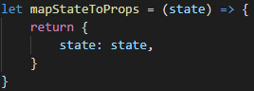 let mapStateToProps = (state) => {
    return {
        state: state,
    }
}